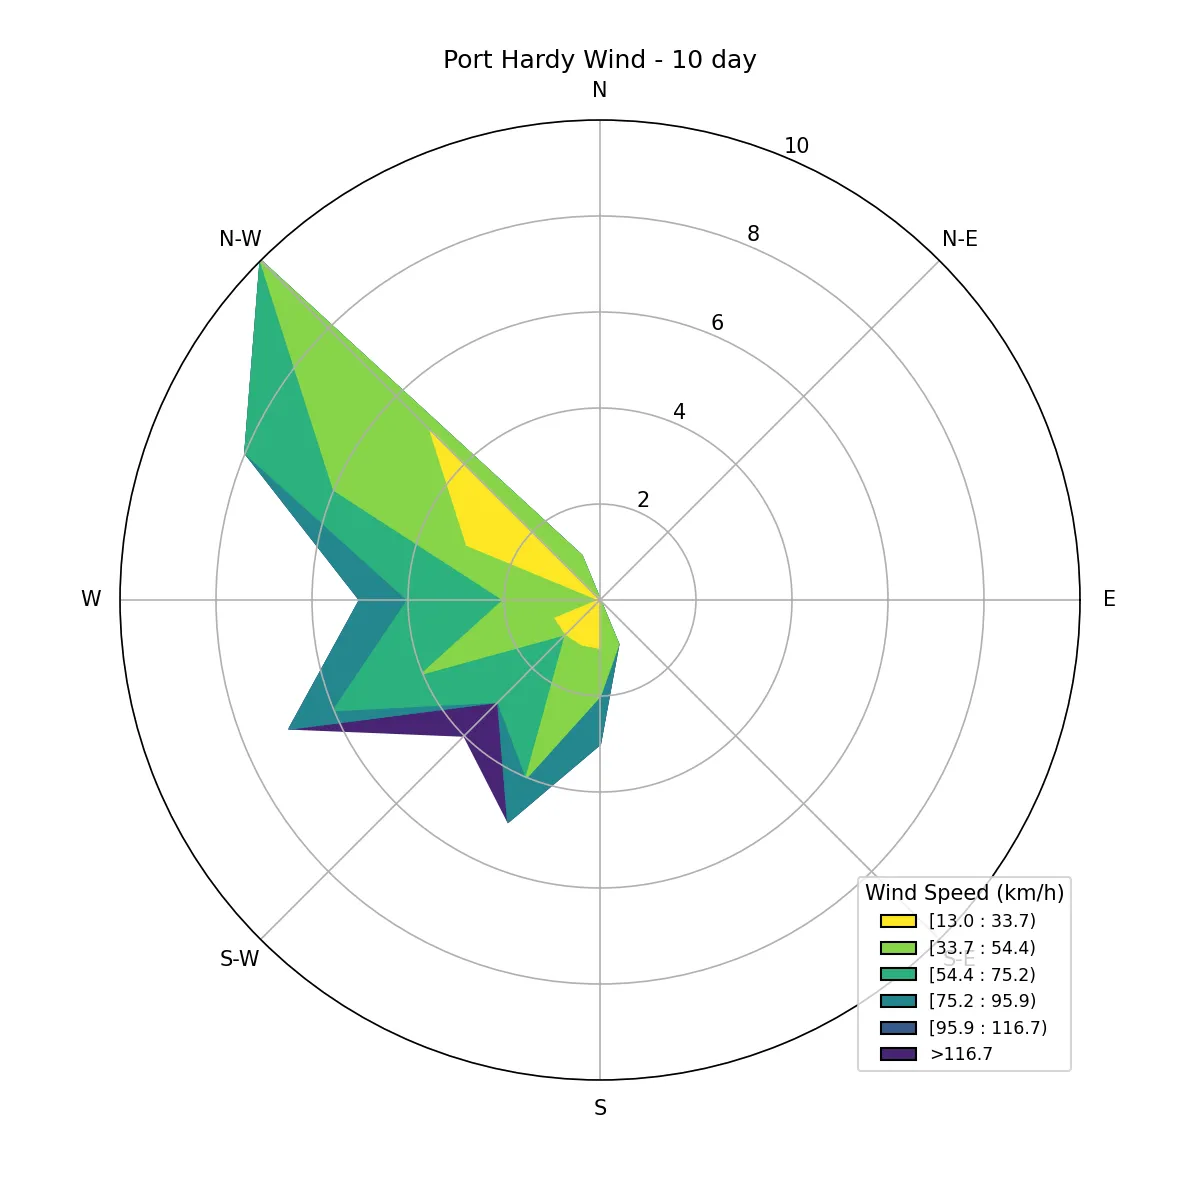 Port Hardy Wind - 10 day
N
10
N-W
8
N-E
6
4
2
W
E
Wind Speed (km/h)
[13.0 : 33.7)
[33.7 : 54.4)
S-W
S-E
[54.4 : 75.2)
[75.2 : 95.9)
[95.9 : 116.7)
>116.7
S